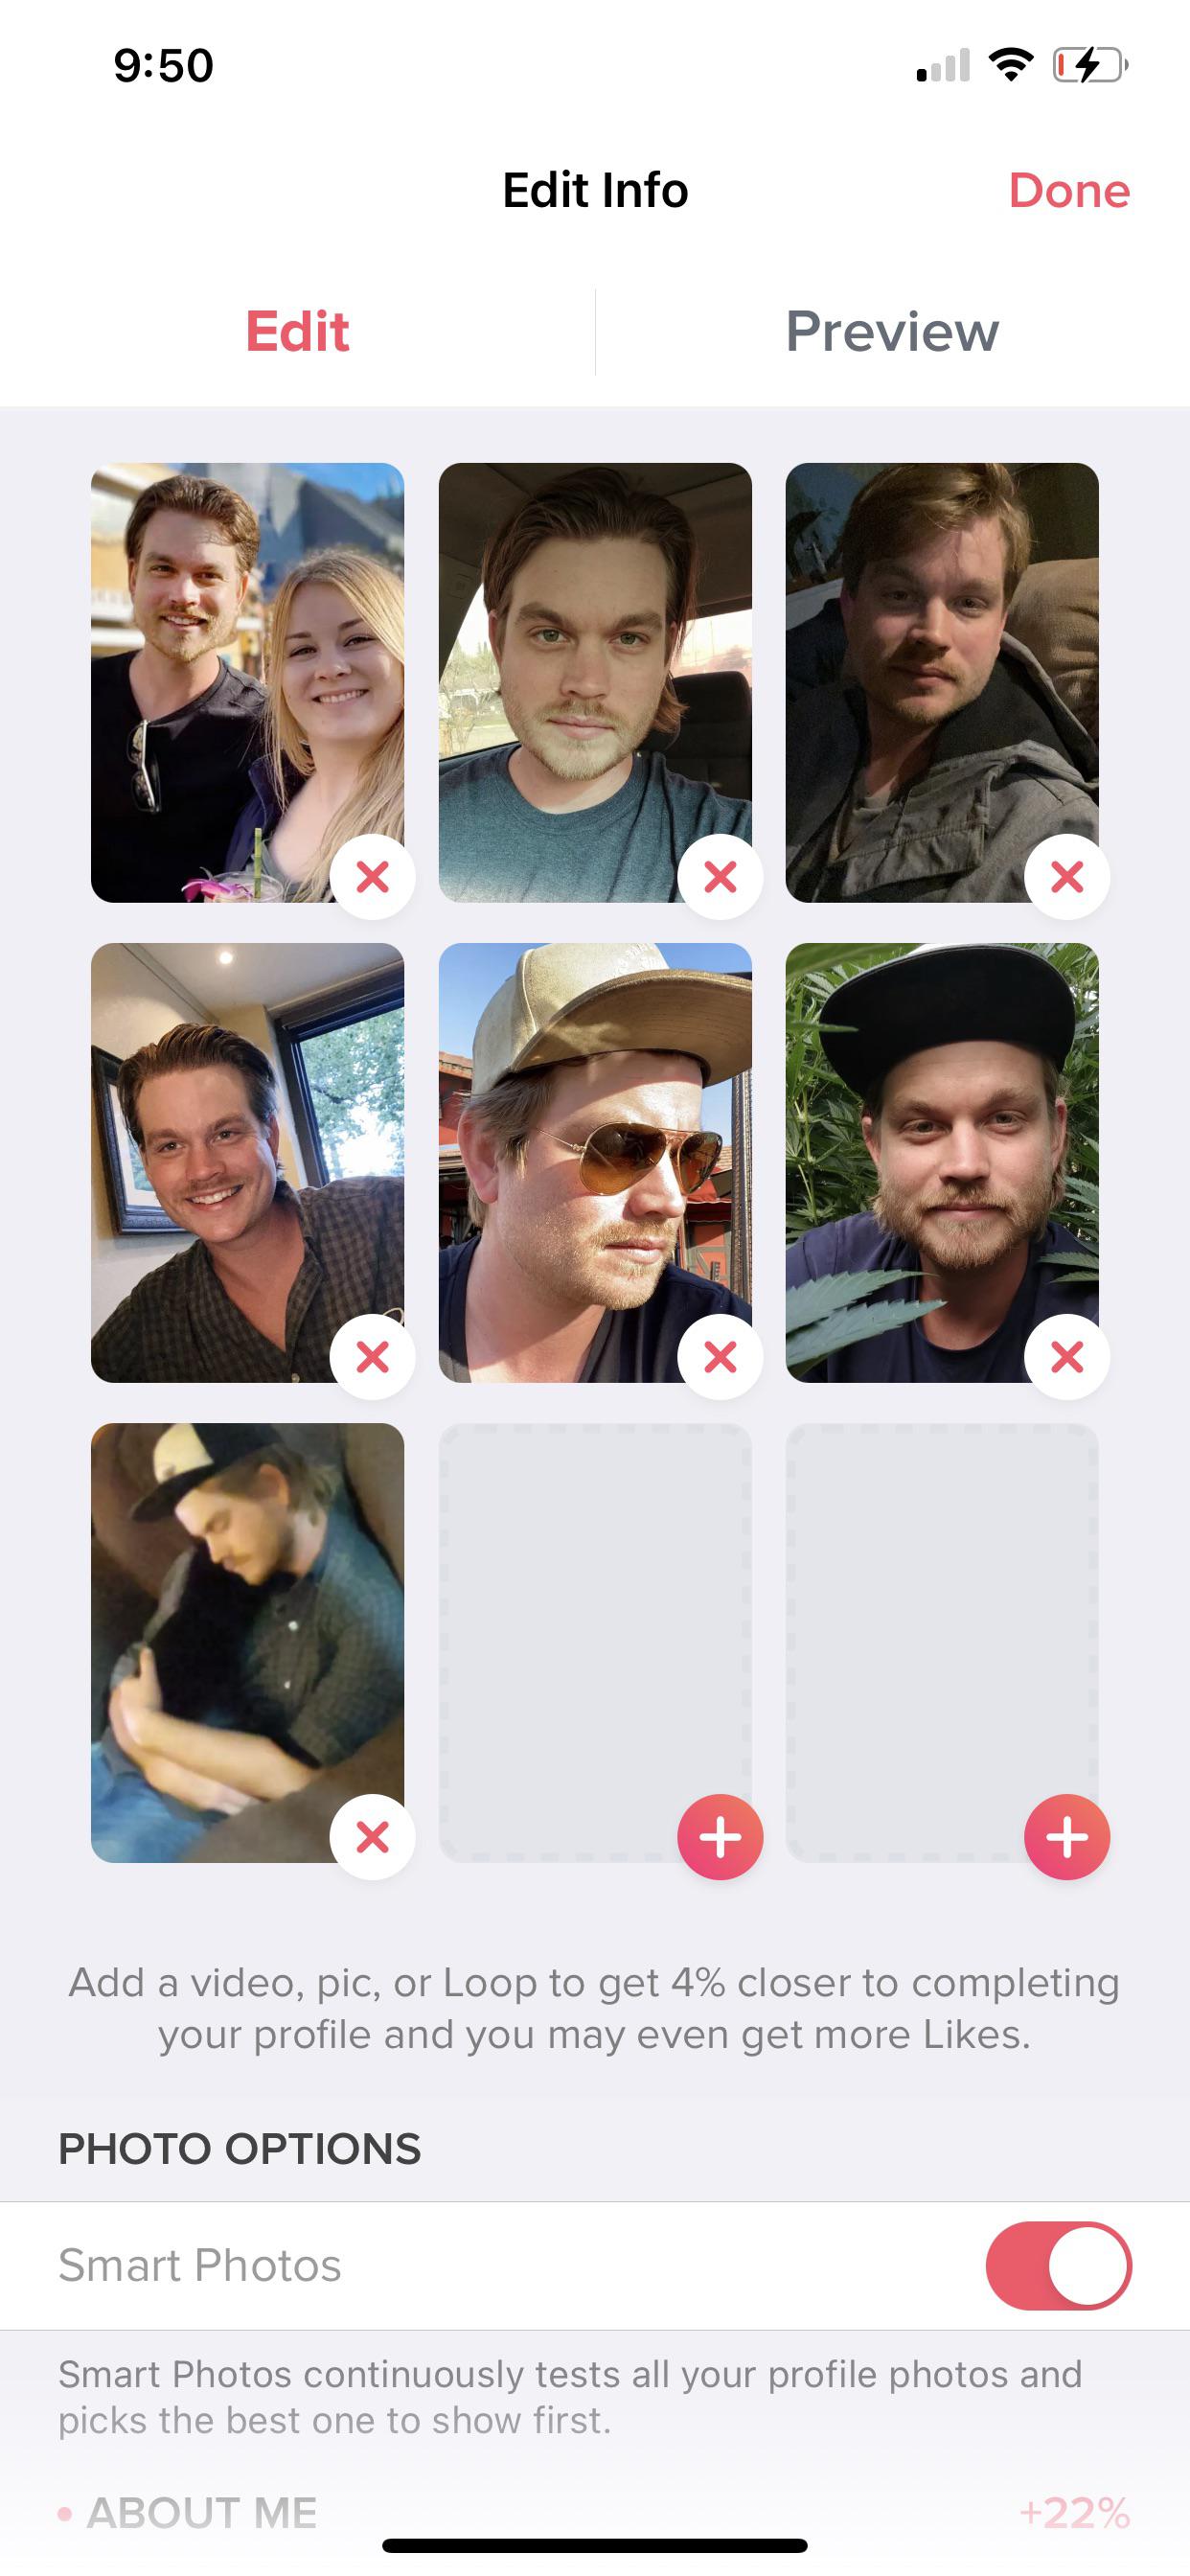 9:50
Edit Info
Done
Edit
Preview
Add a video, pic, or Loop to get 4% closer to completing
your profile and you may even get more Likes.
PHOTO OPTIONS
Smart Photos
Smart Photos continuously tests all your profile photos and
picks the best one to show first.
• ABOUT ME
+22%